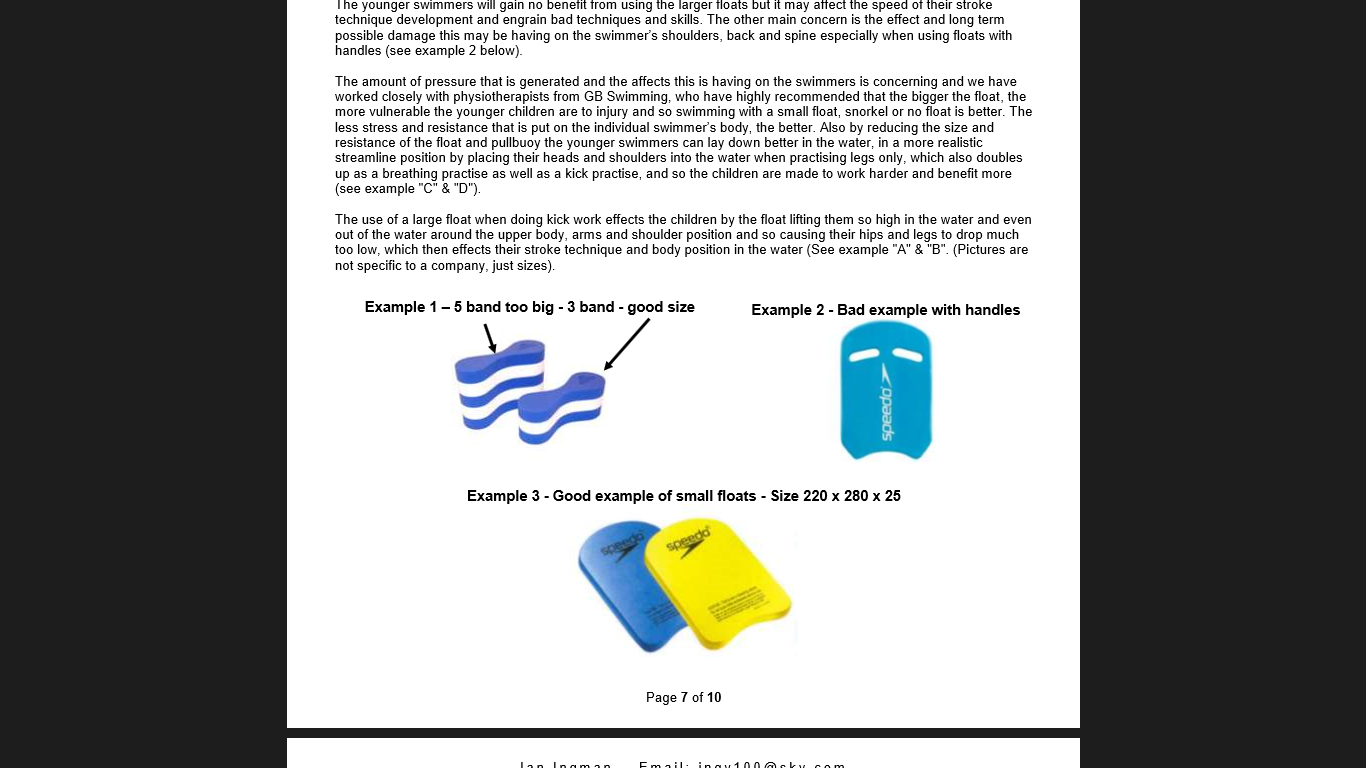 The younger swimmers will gain no benefit from using the larger floats but it may affect the speed of their stroke
technique development and engrain bad techniques and skills. The other main concern is the effect and long term
possible damage this may be having on the swimmer's shoulders, back and spine especially when using floats with
handles (see example 2 below).
The amount of pressure that is generated and the affects this is having on the swimmers is concerning and we have
worked closely with physiotherapists from GB Swimming, who have highly recommended that the bigger the float, the
more vulnerable the younger children are to injury and so swimming with a small float, snorkel or no float is better. The
less stress and resistance that is put on the individual swimmer's body, the better. Also by reducing the size and
resistance of the float and pullbuoy the younger swimmers can lay down better in the water, in a more realistic
streamline position by placing their heads and shoulders into the water when practising legs only, which also doubles
up as a breathing practise as well as a kick practise, and so the children are made to work harder and benefit more
(see example "C" & "D").
The use of a large float when doing kick work effects the children by the float lifting them so high in the water and even
out of the water around the upper body, arms and shoulder position and so causing their hips and legs to drop much
too low, which then effects their stroke technique and body position in the water (See example "A" & "B". (Pictures are
not specific to a company, just sizes).
Example 1 – 5 band too big - 3 band - good size
Example 2 - Bad example with handles
speedo
Example 3 - Good example of small floats - Size 220 x 280 x 25
speedo
speedo
Page 7 of 10
Ian Ingman Email: ingy100@sky.com